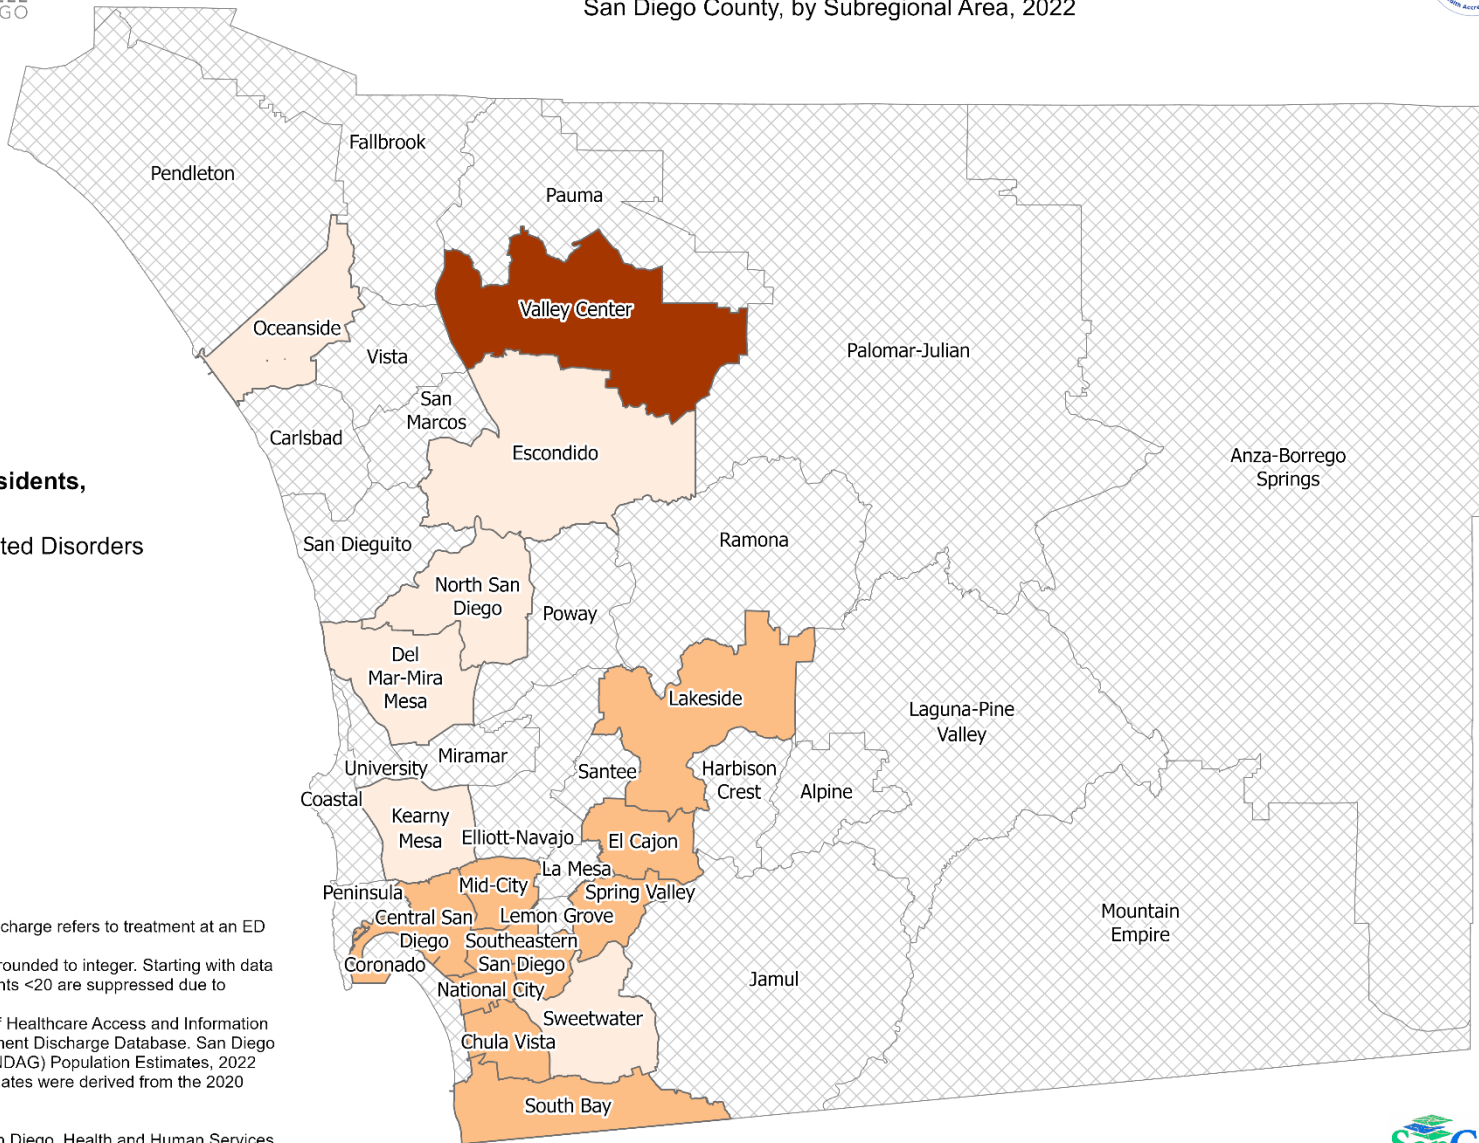 GO
San Diego County, by Subregional Area, 2022
Fallbrook
Pendleton
Pauma
Valley Center
Oceanside
Vista
Palomar-Julian
San
Marcos
Carlsbad
Escondido
Anza-Borrego
Springs
sidents,
ted Disorders
San Dieguito
Ramona
North San
Diego
Poway
Del
Mar-Mira
Mesa
Lakeside
Laguna-Pine
Valley
Miramar
University
Santee
Harbison
Crest
Alpine
Coastal
Kearny
Mesa
Elliott-Navajo
El Cajon
La Mesa
Mid-City
Peninsula
Spring Valley
Central San
Diego
Lemon Grove
Southeastern
San Diego
Mountain
Empire
Coronado
National City
Jamul
Sweetwater
Chula Vista
South Bay
charge refers to treatment at an ED
rounded to integer. Starting with data
nts <20 are suppressed due to
f Healthcare Access and Information
nent Discharge Database. San Diego
NDAG) Population Estimates, 2022
ates were derived from the 2020
n Diego, Health and Human Services